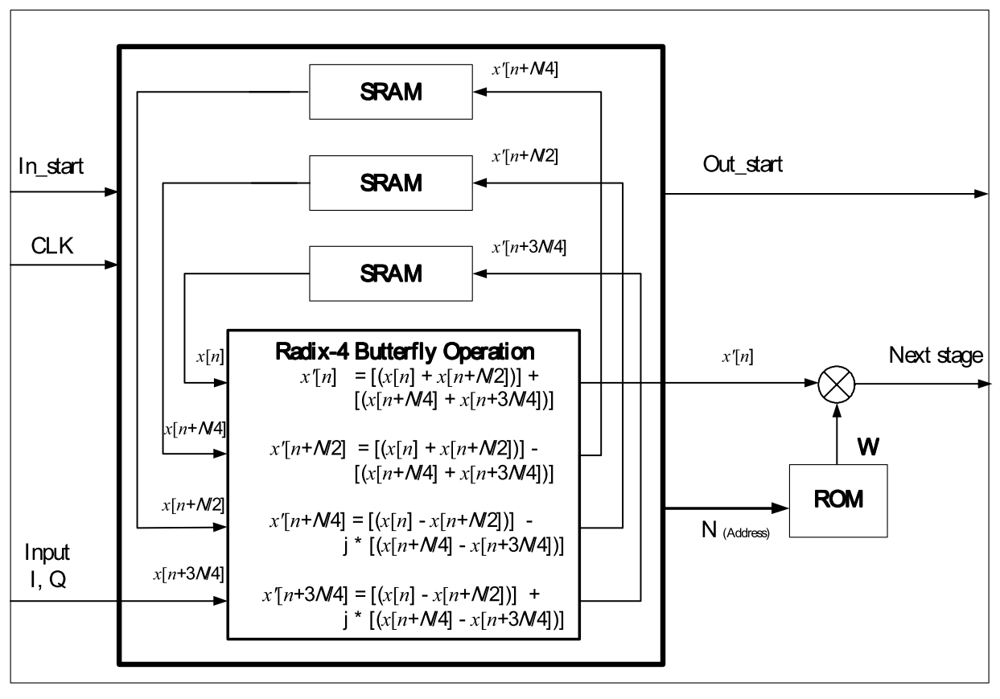 x'[n+N/4]
SRAM
x'[n+N/2]
SRAM
In_start
Out_start
CLK
x'[n+3N/4]
SRAM
Radix-4 Butterfly Operation
x[n]
x'[n] = [(x[n] + x[n+N/2])] +
[(x[n+N/4] + x[n+3N/4])]
x'[n]
Next stage
x[n+N/4]
x'[n+N/2] = [(x[n] + x[n+N/2])] -
[(x[n+N/4] + x[n+3N/4])]
W
ROM
x[n+N/2]
x'[n+N/4] = [(x[n] - x[n+N/2])] -
j * [(x[n+N/4] - x[n+3N/4])]
N (Address)
Input
I, Q
x[n+3N/4]
x'[n+3N/4] = [(x[n] - x[n+N/2])] +
j * [(x[n+N/4] - x[n+3N/4])]